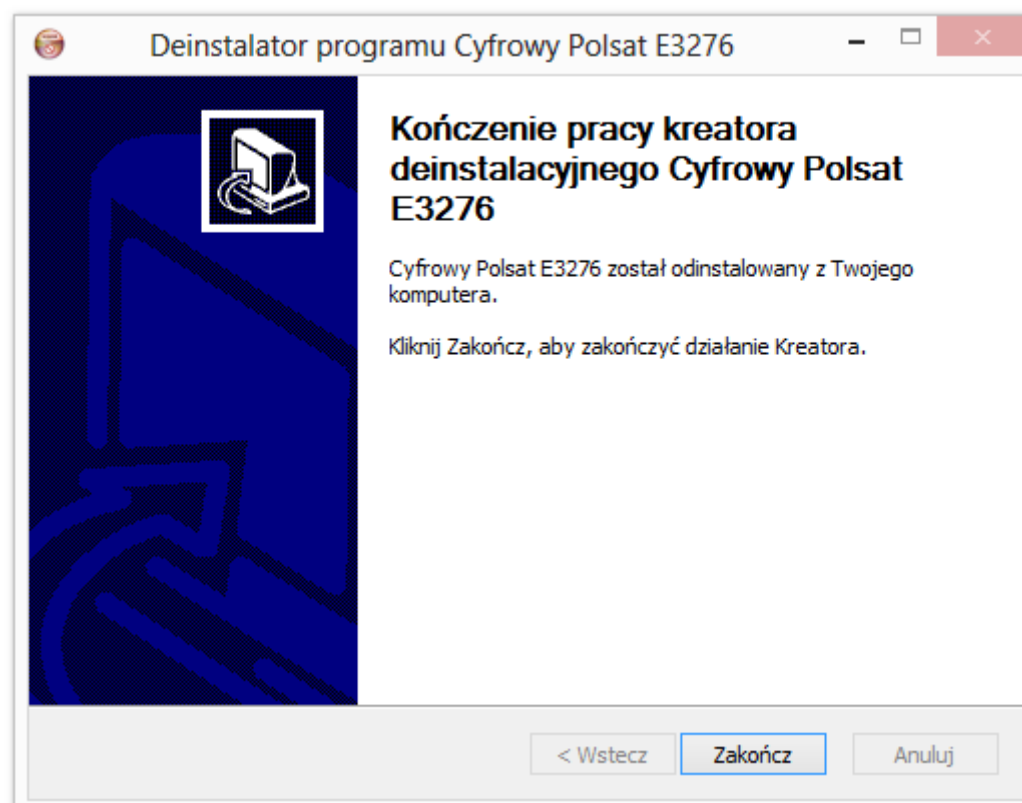 Deinstalator programu Cyfrowy Polsat E3276
Kończenie pracy kreatora
deinstalacyjnego Cyfrowy Polsat
E3276
Cyfrowy Polsat E3276 został odinstalowany z Twojego
komputera.
Kliknij Zakończ, aby zakończyć działanie Kreatora.
< Wstecz
Zakończ
Anuluj